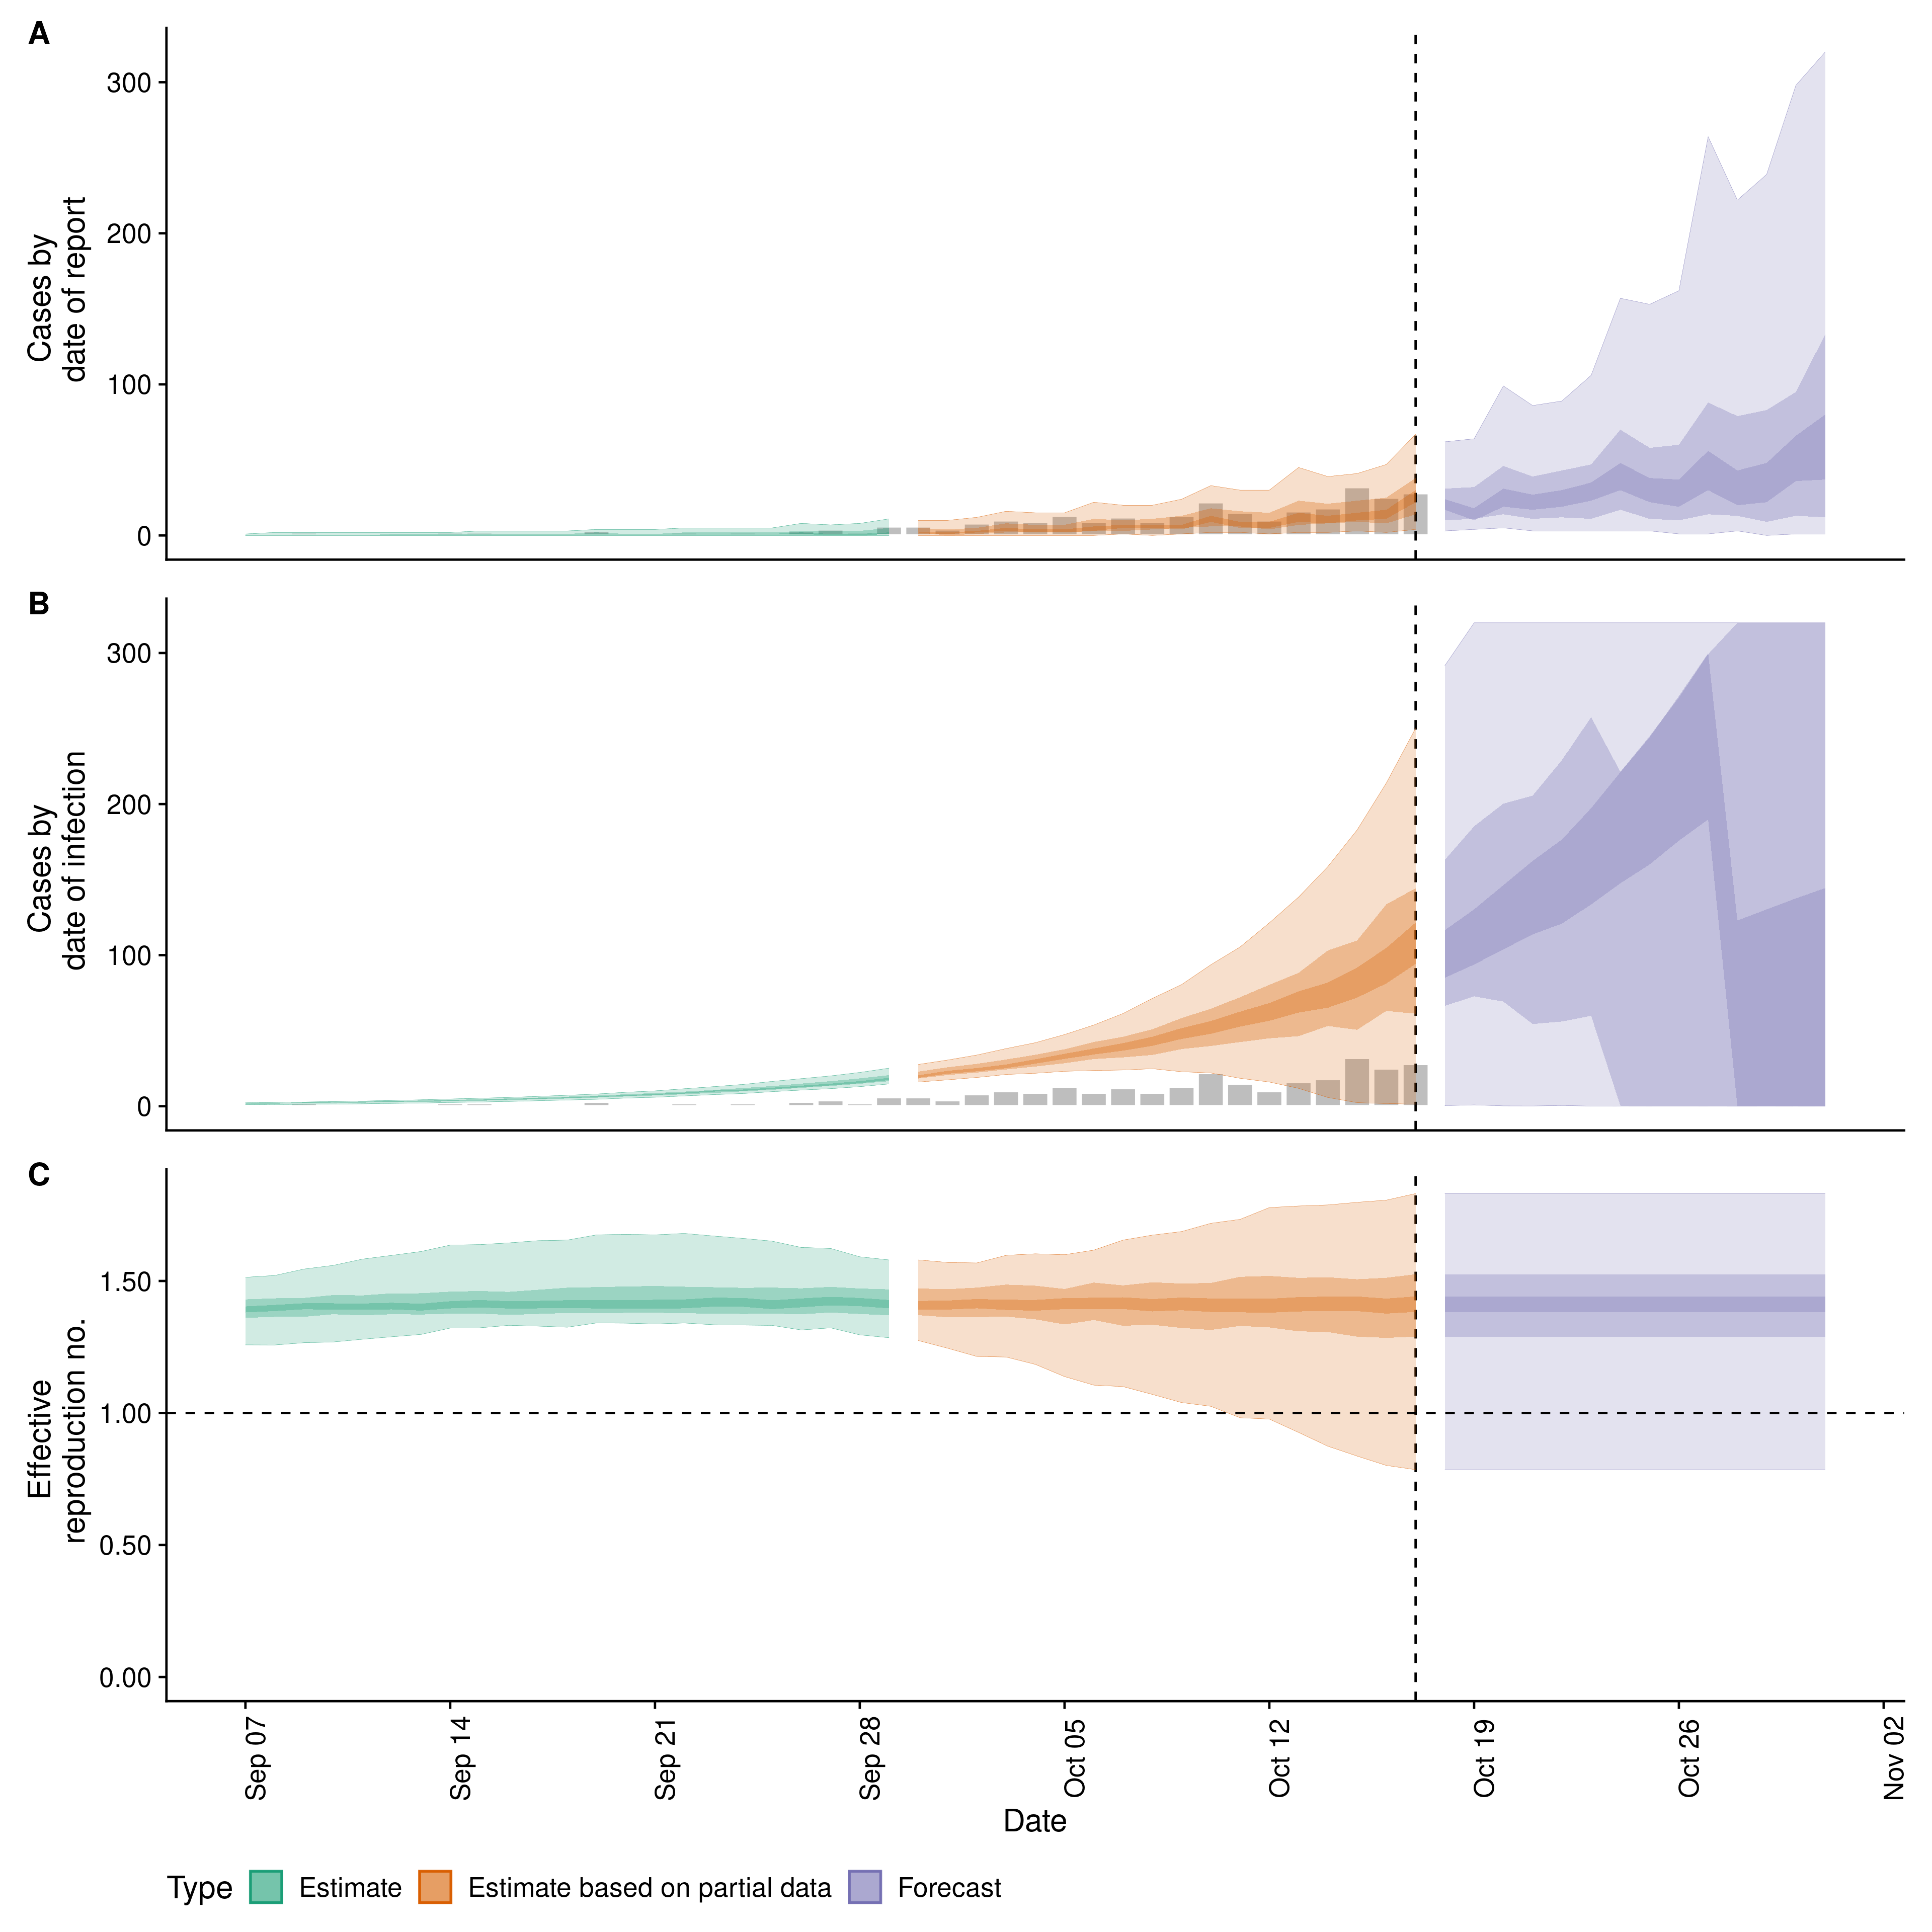 A
300
200
100
0
Cases by
date of report
B
300
200
100
0
Cases by
date of infection
C
1.50
1.00
0.50
0.00
Effective
reproduction no.
Sep 07
Sep 14
Sep 21
Sep 28
Oct 05
Oct 12
Oct 19
Oct 26
Nov 02
Date
Type Estimate Estimate based on partial data Forecast